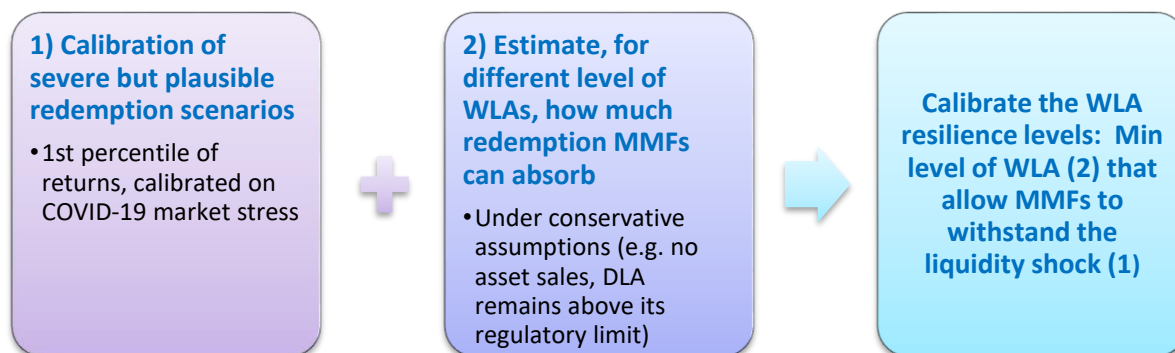 1) Calibration of
severe but plausible
redemption scenarios
•1st percentile of
returns, calibrated on
COVID-19 market stress
2) Estimate, for
different level of
WLAs, how much
redemption MMFs
can absorb
•Under conservative
assumptions (e.g. no
asset sales, DLA
remains above its
regulatory limit)
Calibrate the WLA
resilience levels:  Min
level of WLA (2) that
allow MMFs to
withstand the
liquidity shock (1)